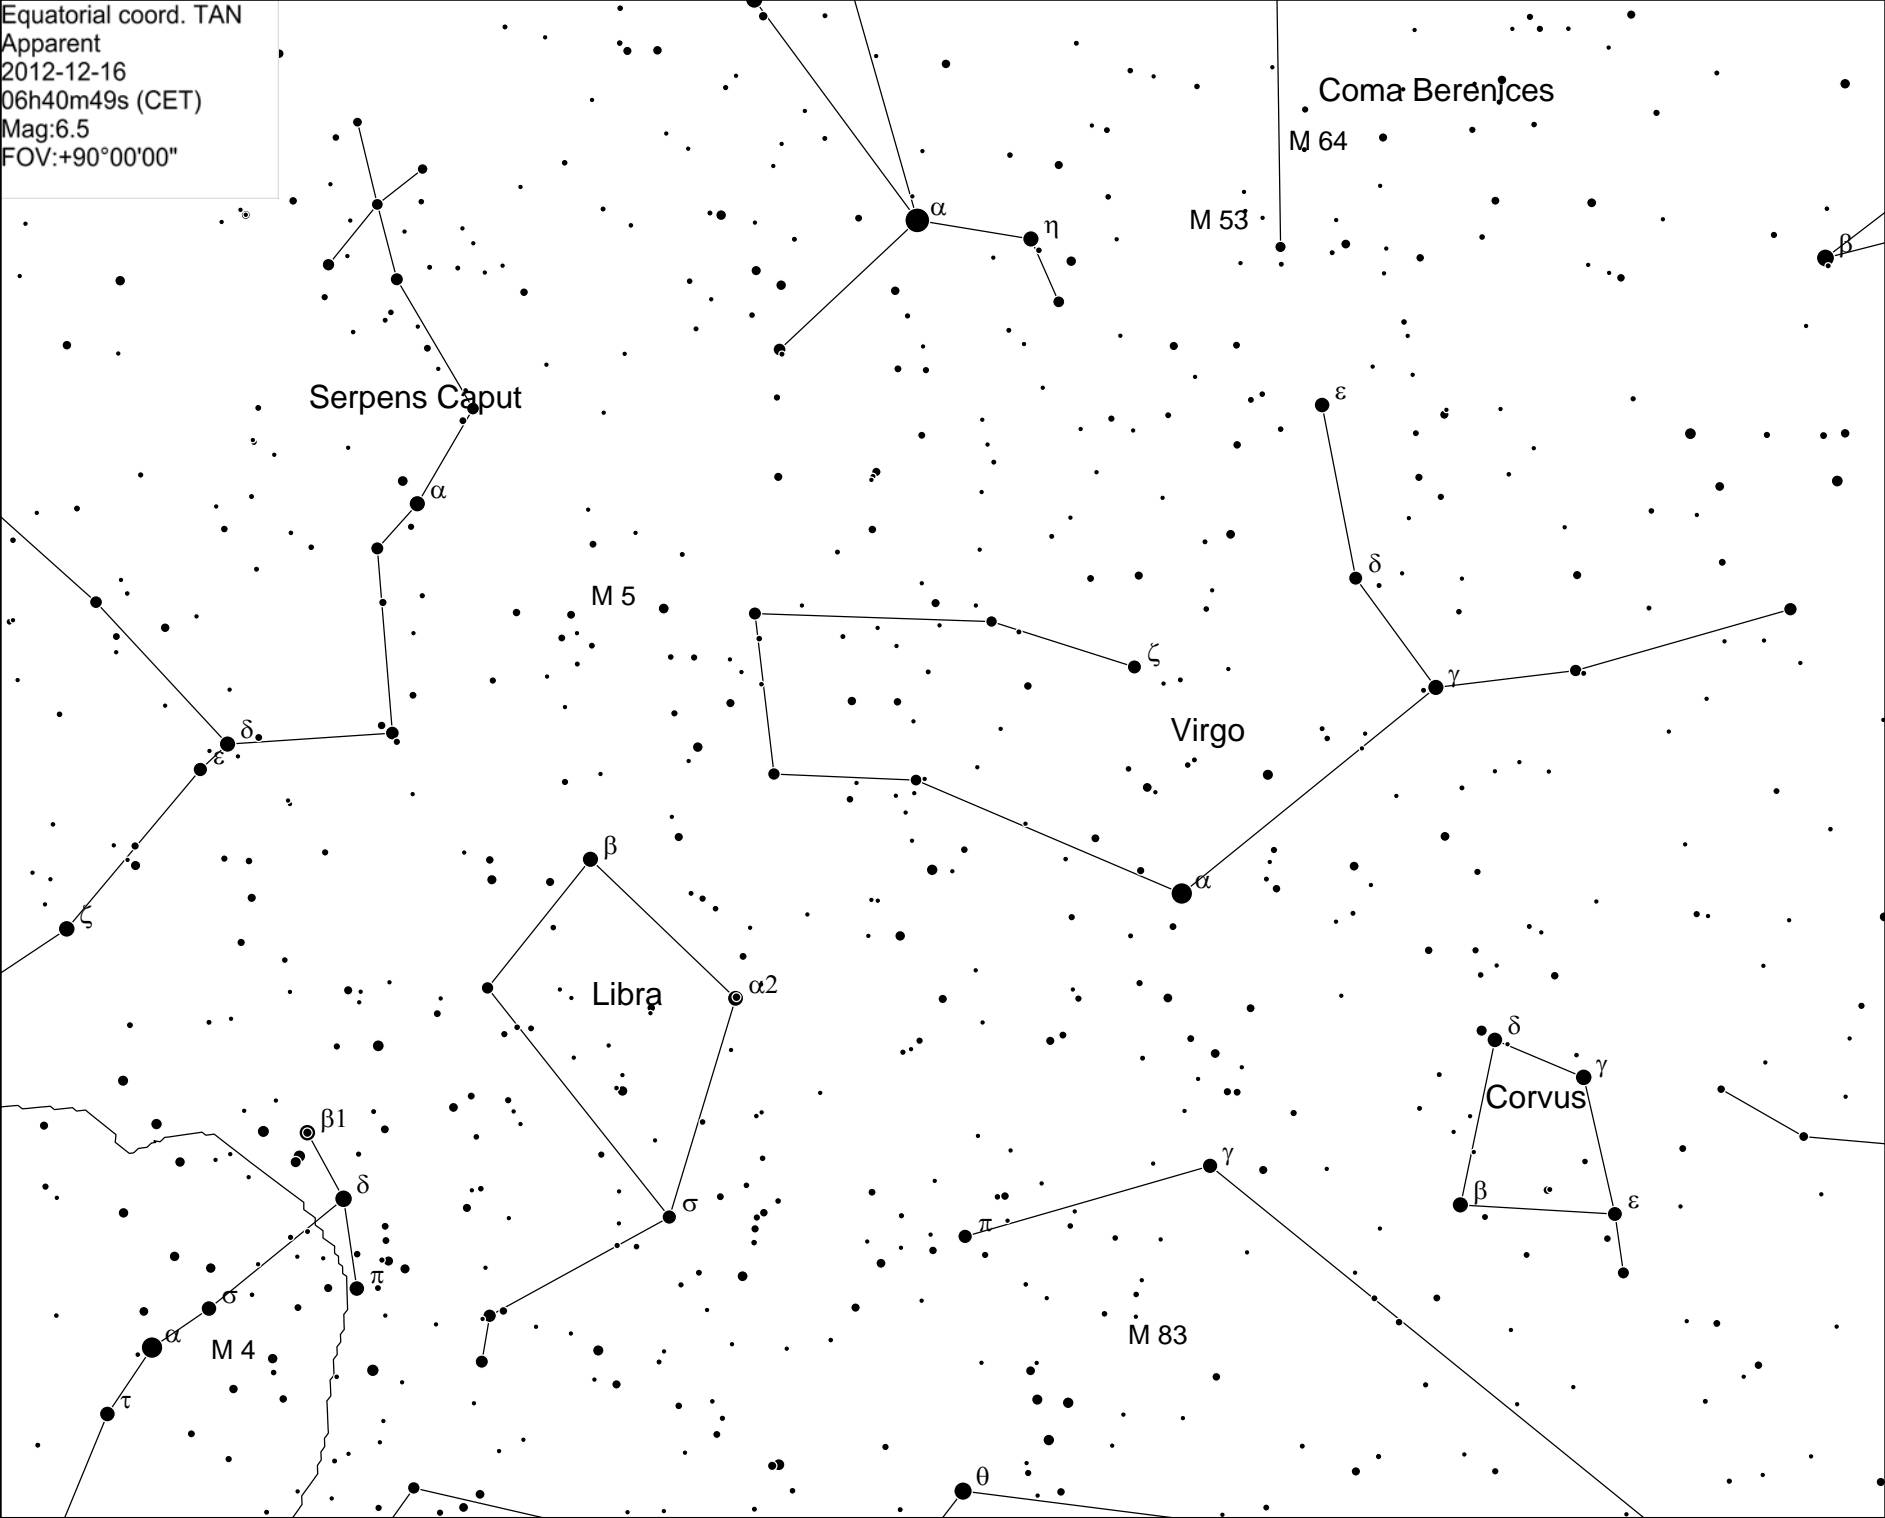 Equatorial coord. TAN
Apparent
2012-12-16
06h40m49s (CET)
Mag:6.5
FOV:+90°00'00"
Coma Berenices
M 64
M 53
α
η
β
Serpens Caput
ε
α
δ
M 5
ζ
γ
Virgo
δ
ε
β
α
ζ
Libra
α2
δ
γ
Corvus
β1
γ
δ
β
ε
σ
π
π
σ
α
M 4
M 83
τ
θ